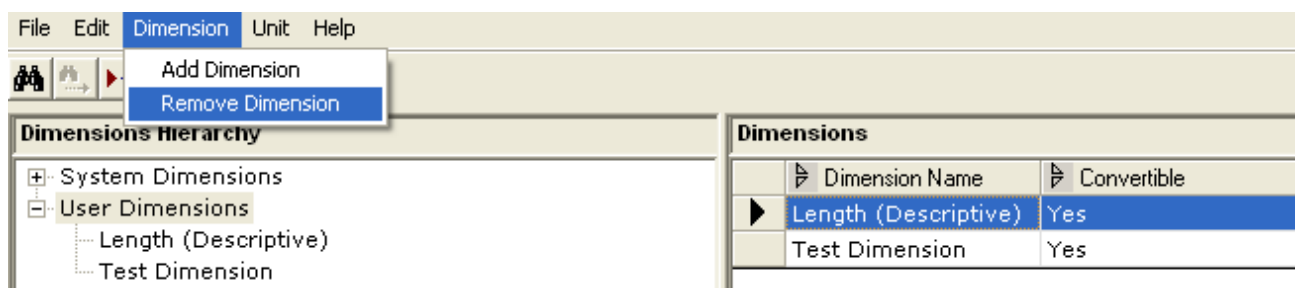 File Edit Dimension Unit Help
Add Dimension
Remove Dimension
Dimensions Hierarchy
System Dimensions
User Dimensions
Length (Descriptive)
Test Dimension
Dimensions
Dimension Name Convertible
Length (Descriptive) Yes
Test Dimension Yes